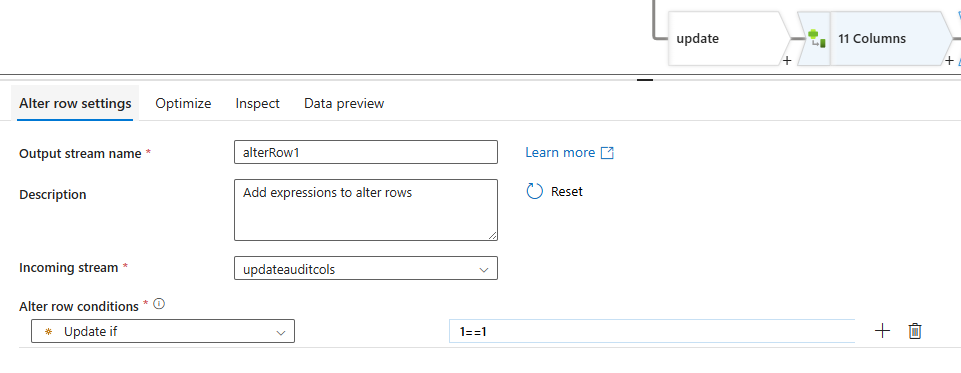 update
11 Columns
+
+
Alter row settings Optimize Inspect Data preview
Output stream name * alterRow1 Learn more
Description Add expressions to alter rows Reset
Incoming stream * updateauditcols
Alter row conditions *
Update if 1==1